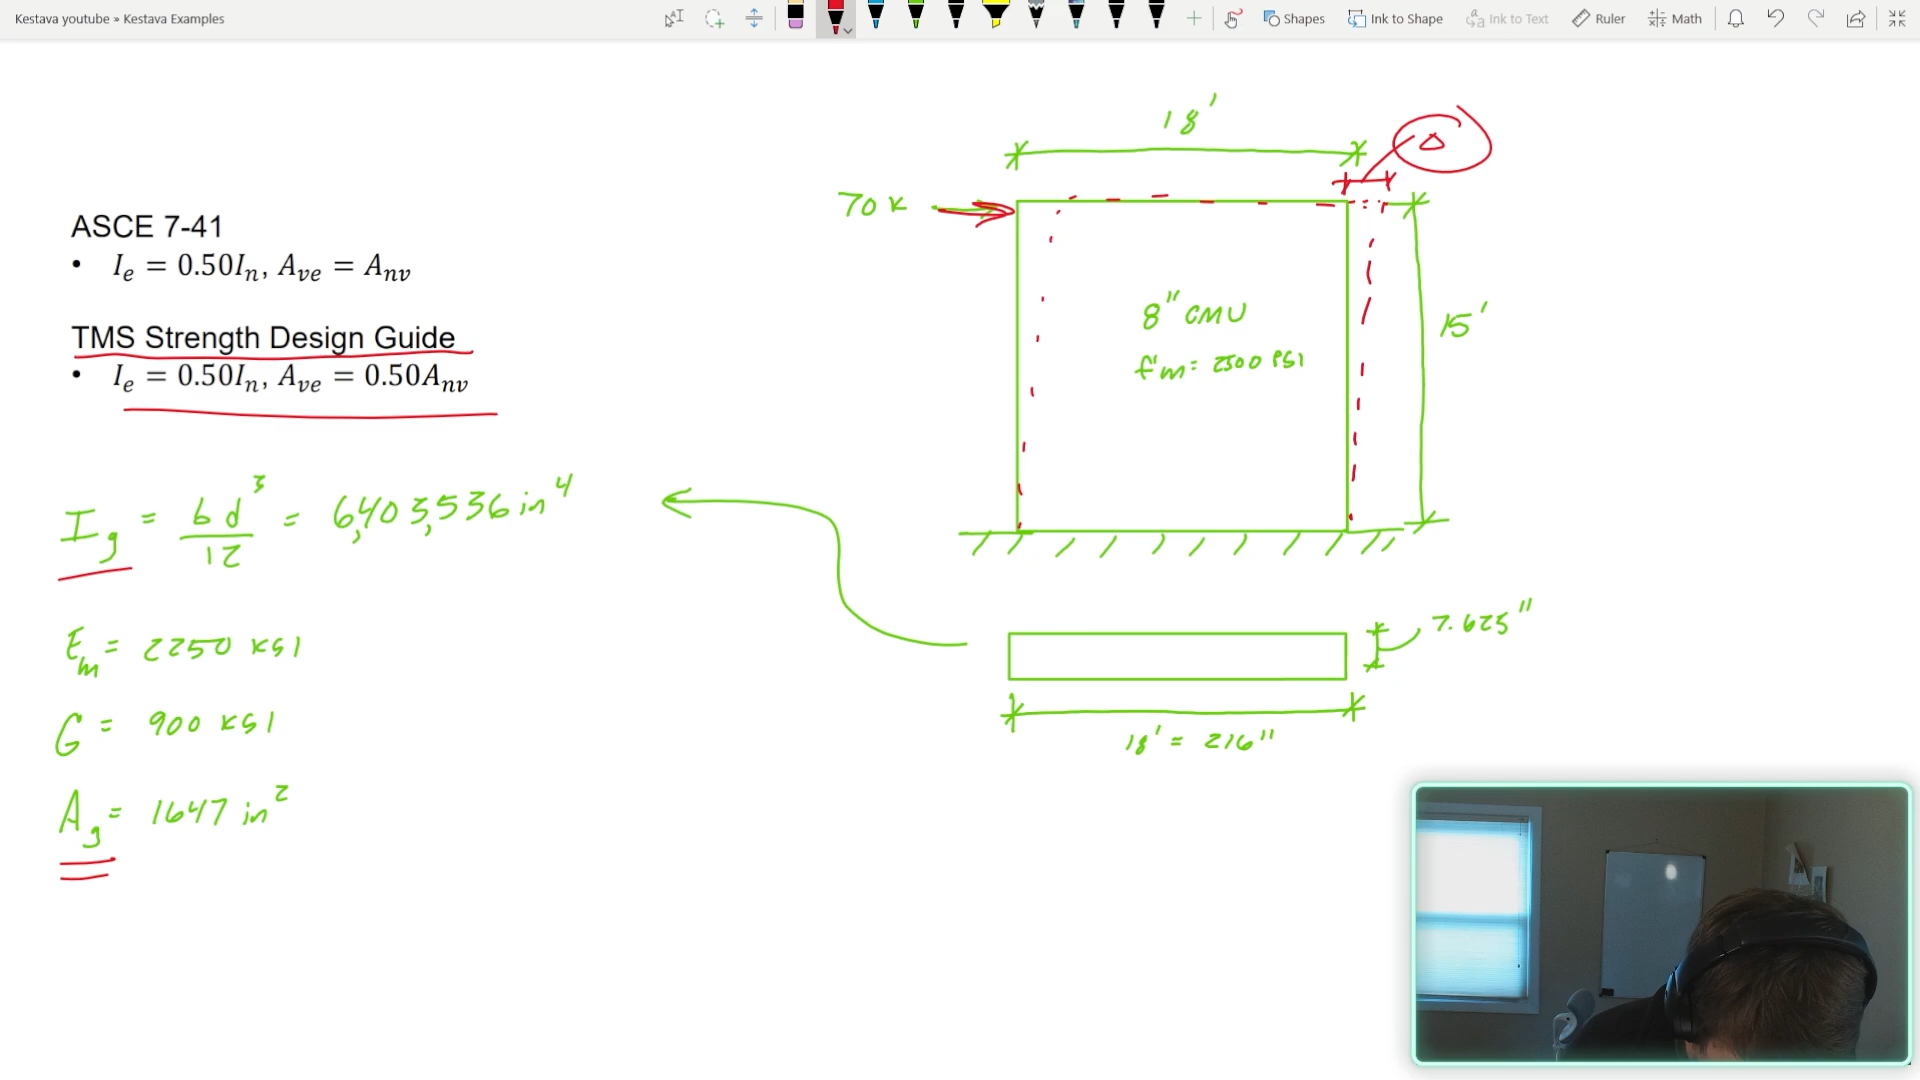 Kestava youtube » Kestava Examples
Shapes
Ink to Shape
Ink to Text
Ruler
Math
ASCE 7-41
• Ie = 0.50In, Ave = Anv
TMS Strength Design Guide
• Ie = 0.50In, Ave = 0.50Anv
Ig = bd³/12 = 6,403,536 in⁴
Em = 2250 KSI
G = 900 KSI
Ag = 1647 in²
18'
Δ
70 K
8" CMU
f'm = 2500 PSI
15'
7.625"
18' = 216"